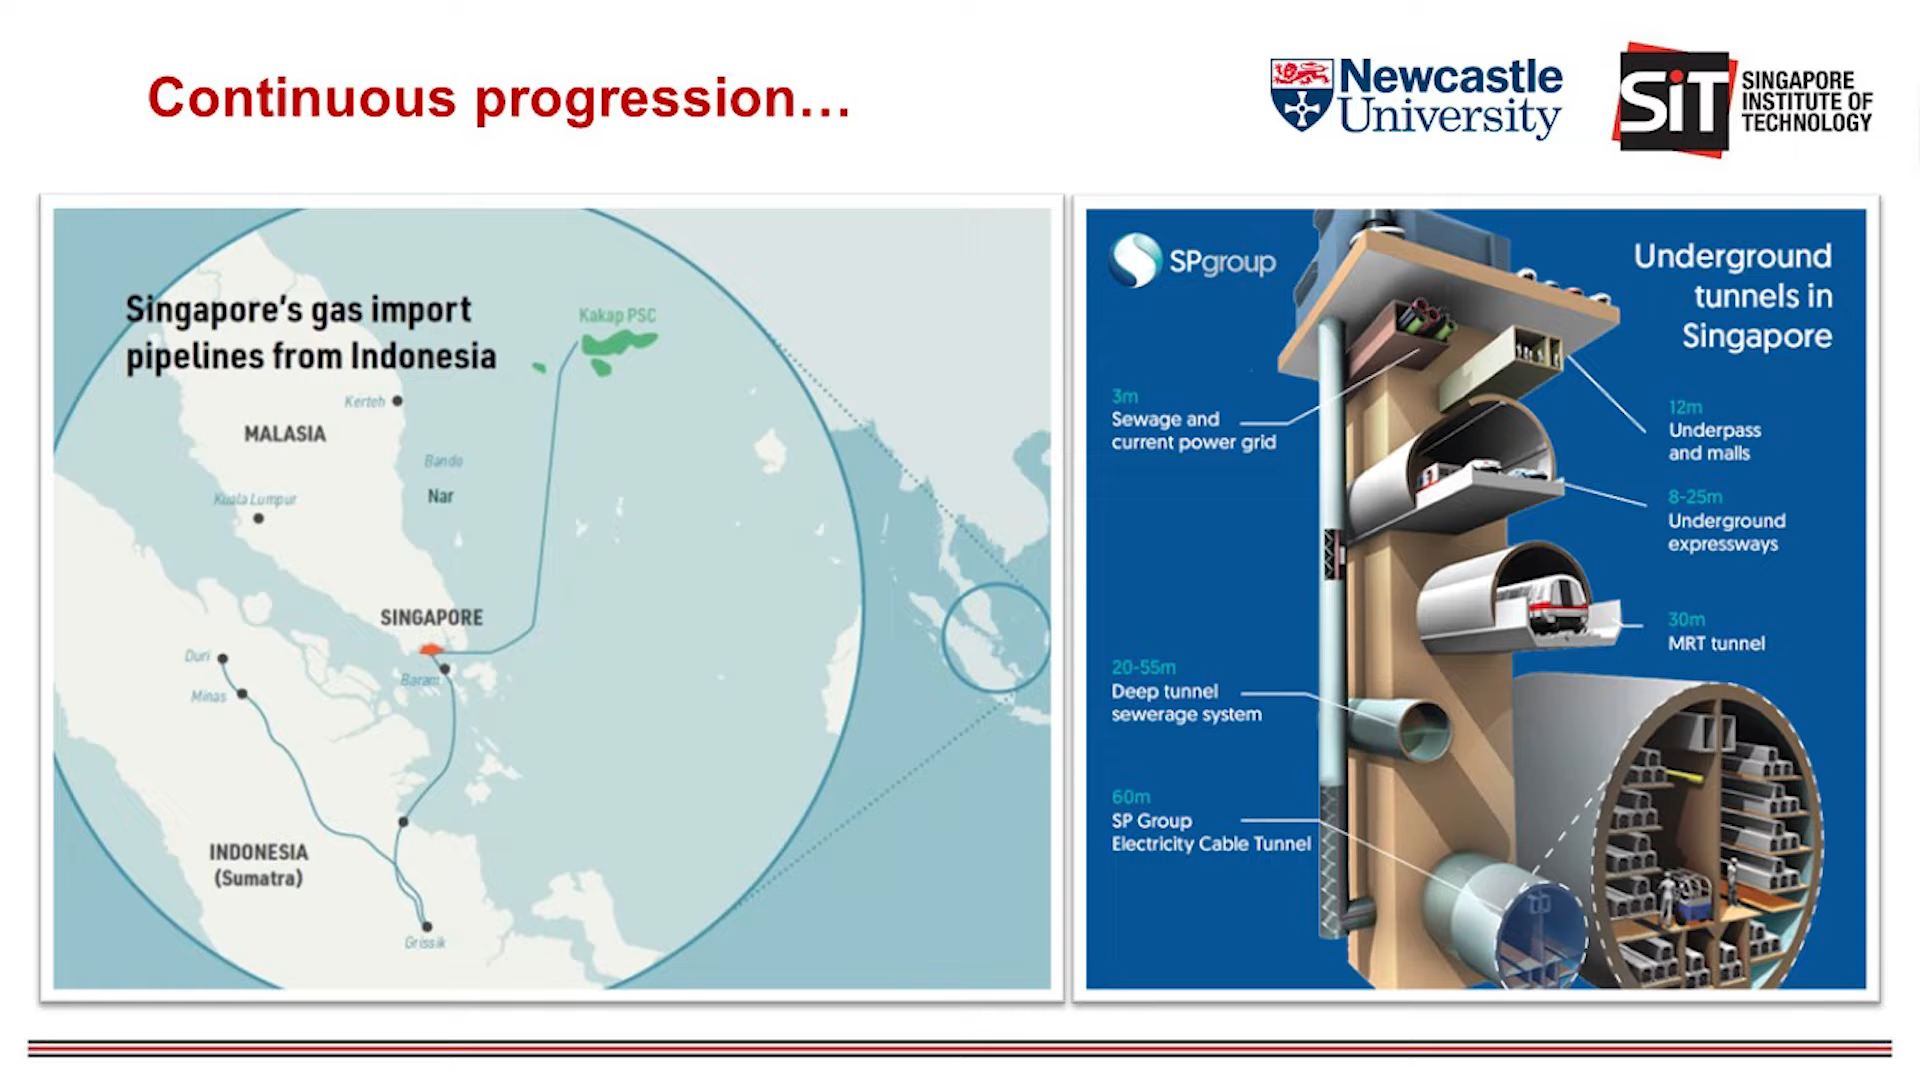 Continuous progression…
Newcastle
University
SiT
SINGAPORE
INSTITUTE OF
TECHNOLOGY
Singapore's gas import
pipelines from Indonesia
Kakap PSC
Kerteh
MALASIA
Bando
Nar
Kuala Lumpur
SINGAPORE
Duri
Baram
Minas
INDONESIA
(Sumatra)
Grissik
SPgroup
Underground
tunnels in
Singapore
3m
Sewage and
current power grid
12m
Underpass
and malls
8-25m
Underground
expressways
30m
MRT tunnel
20-55m
Deep tunnel
sewerage system
60m
SP Group
Electricity Cable Tunnel